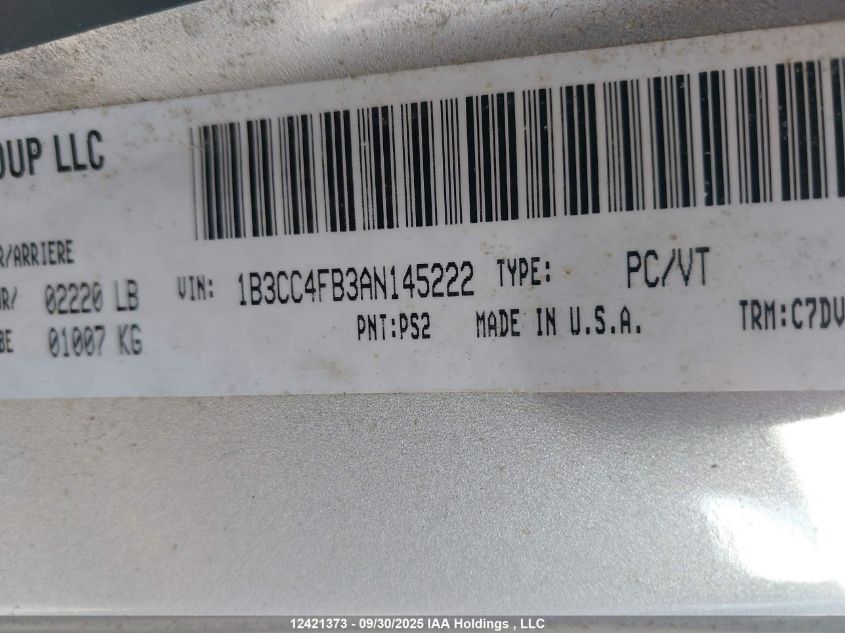 OUP LLC
R/ARRIERE
02220 LB
01007 KG
VIN: 1B3CC4FB3AN145222 TYPE: PC/VT
PNT:PS2 MADE IN U.S.A. TRM:C7DV
12421373 - 09/30/2025 IAA Holdings , LLC